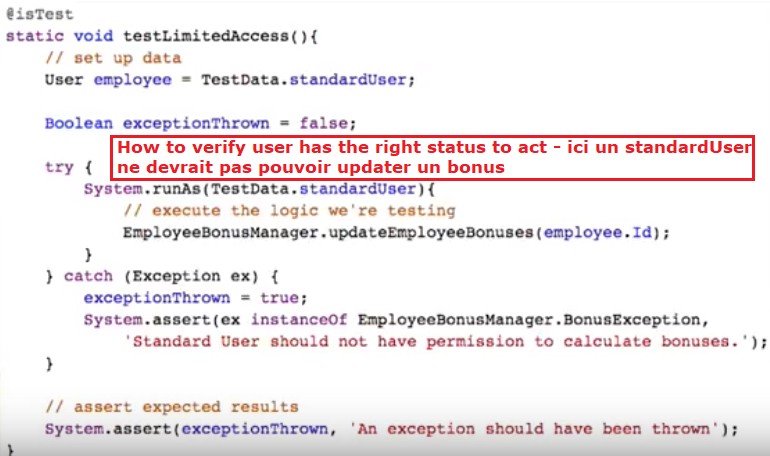 @isTest
static void testLimitedAccess(){
// set up data
User employee = TestData.standardUser;
Boolean exceptionThrown = false;
How to verify user has the right status to act - ici un standardUser
ne devrait pas pouvoir updater un bonus
try {
System.runAs(TestData.standardUser){
// execute the logic we're testing
EmployeeBonusManager.updateEmployeeBonuses(employee.Id);
}
} catch (Exception ex) {
exceptionThrown = true;
System.assert(ex instanceOf EmployeeBonusManager.BonusException,
'Standard User should not have permission to calculate bonuses.');
}
// assert expected results
System.assert(exceptionThrown, 'An exception should have been thrown');
}